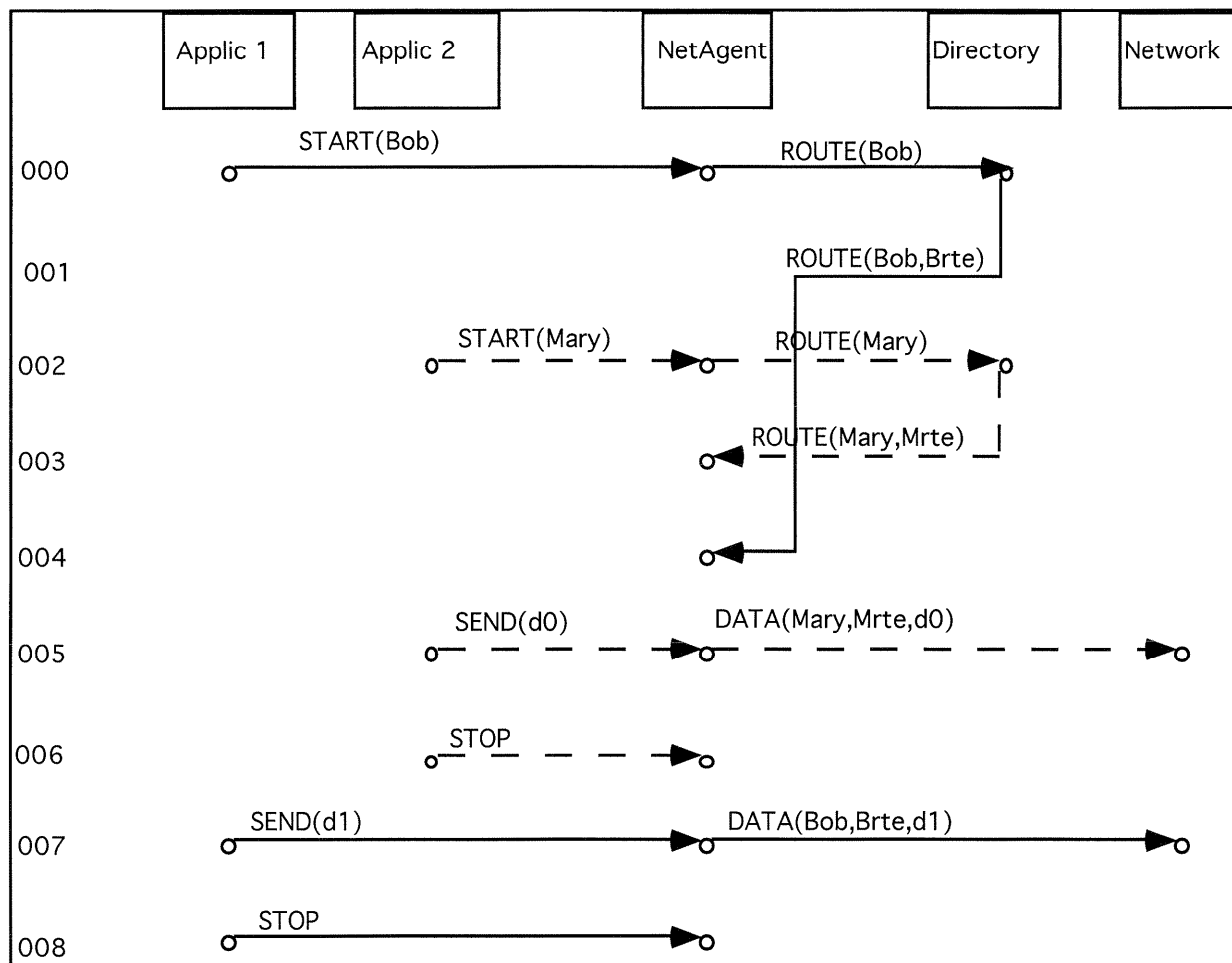 Applic 1 Applic 2 NetAgent Directory Network
START(Bob) ROUTE(Bob)
000
001 ROUTE(Bob,Brte)
START(Mary) ROUTE(Mary)
002
ROUTE(Mary,Mrte)
003
004
SEND(d0) DATA(Mary,Mrte,d0)
005
STOP
006
SEND(d1) DATA(Bob,Brte,d1)
007
STOP
008